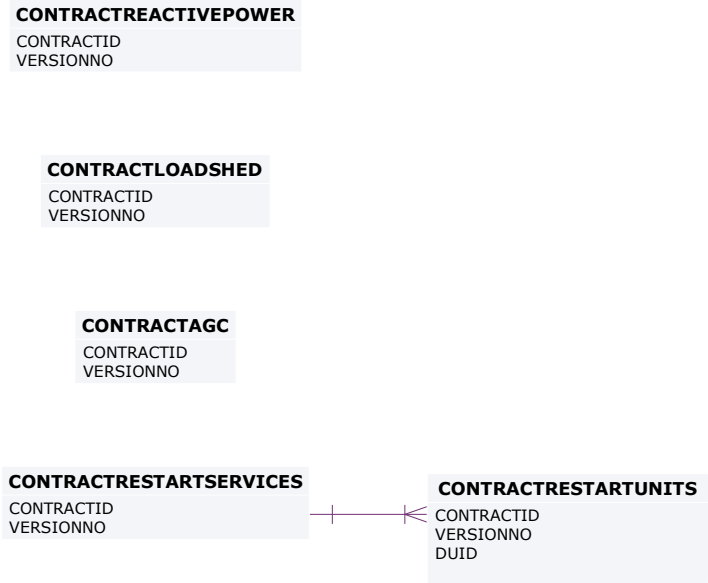 CONTRACTREACTIVEPOWER
CONTRACTID
VERSIONNO
CONTRACTLOADSHED
CONTRACTID
VERSIONNO
CONTRACTAGC
CONTRACTID
VERSIONNO
CONTRACTRESTARTSERVICES
CONTRACTID
VERSIONNO
CONTRACTRESTARTUNITS
CONTRACTID
VERSIONNO
DUID